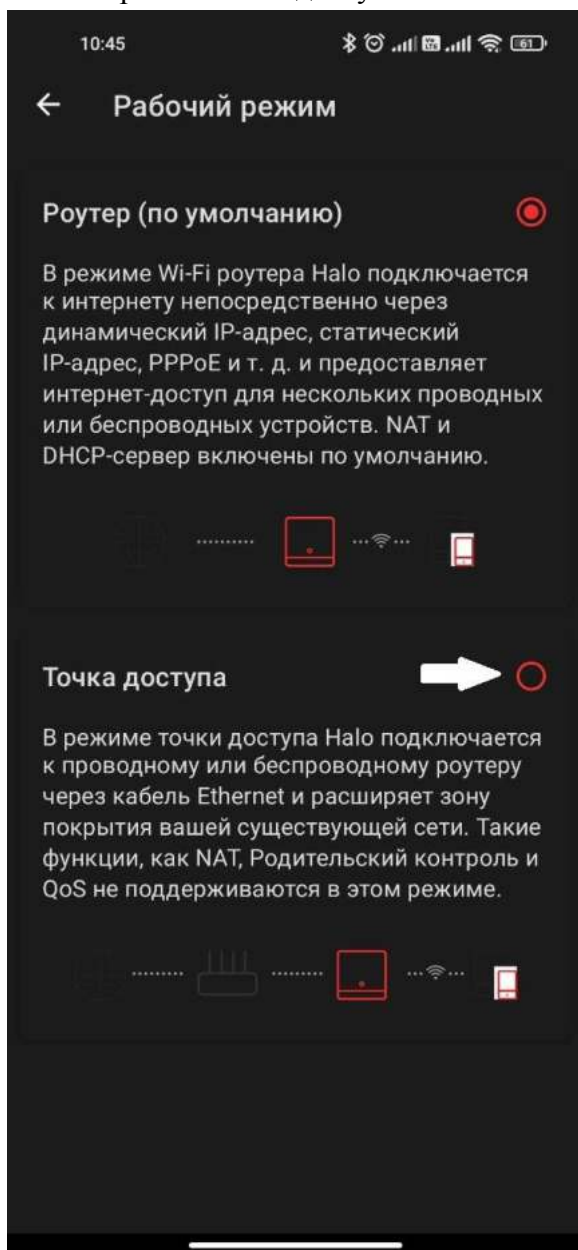 10:45
61
Рабочий режим
Роутер (по умолчанию)
В режиме Wi-Fi роутера Halo подключается
к интернету непосредственно через
динамический IP-адрес, статический
IP-адрес, PPPoE и т. д. и предоставляет
интернет-доступ для нескольких проводных
или беспроводных устройств. NAT и
DHCP-сервер включены по умолчанию.
Точка доступа
В режиме точки доступа Halo подключается
к проводному или беспроводному роутеру
через кабель Ethernet и расширяет зону
покрытия вашей существующей сети. Такие
функции, как NAT, Родительский контроль и
QoS не поддерживаются в этом режиме.